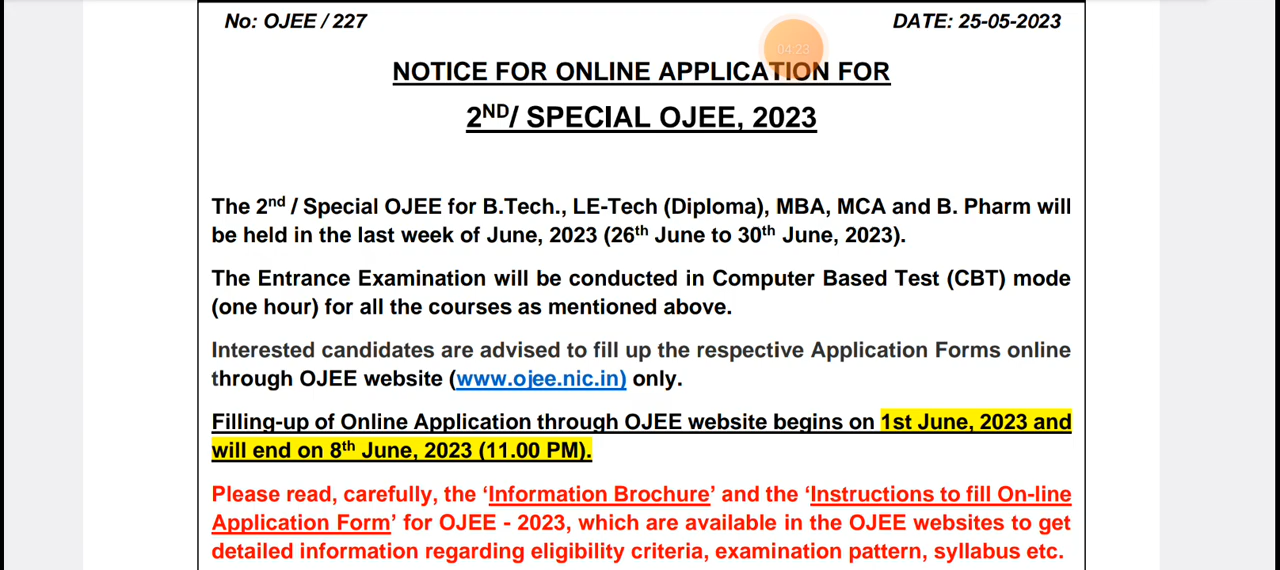 No: OJEE / 227 DATE: 25-05-2023
04:23
NOTICE FOR ONLINE APPLICATION FOR
2ND/ SPECIAL OJEE, 2023
The 2nd / Special OJEE for B.Tech., LE-Tech (Diploma), MBA, MCA and B. Pharm will
be held in the last week of June, 2023 (26th June to 30th June, 2023).
The Entrance Examination will be conducted in Computer Based Test (CBT) mode
(one hour) for all the courses as mentioned above.
Interested candidates are advised to fill up the respective Application Forms online
through OJEE website (www.ojee.nic.in) only.
Filling-up of Online Application through OJEE website begins on 1st June, 2023 and
will end on 8th June, 2023 (11.00 PM).
Please read, carefully, the ‘Information Brochure’ and the ‘Instructions to fill On-line
Application Form’ for OJEE - 2023, which are available in the OJEE websites to get
detailed information regarding eligibility criteria, examination pattern, syllabus etc.